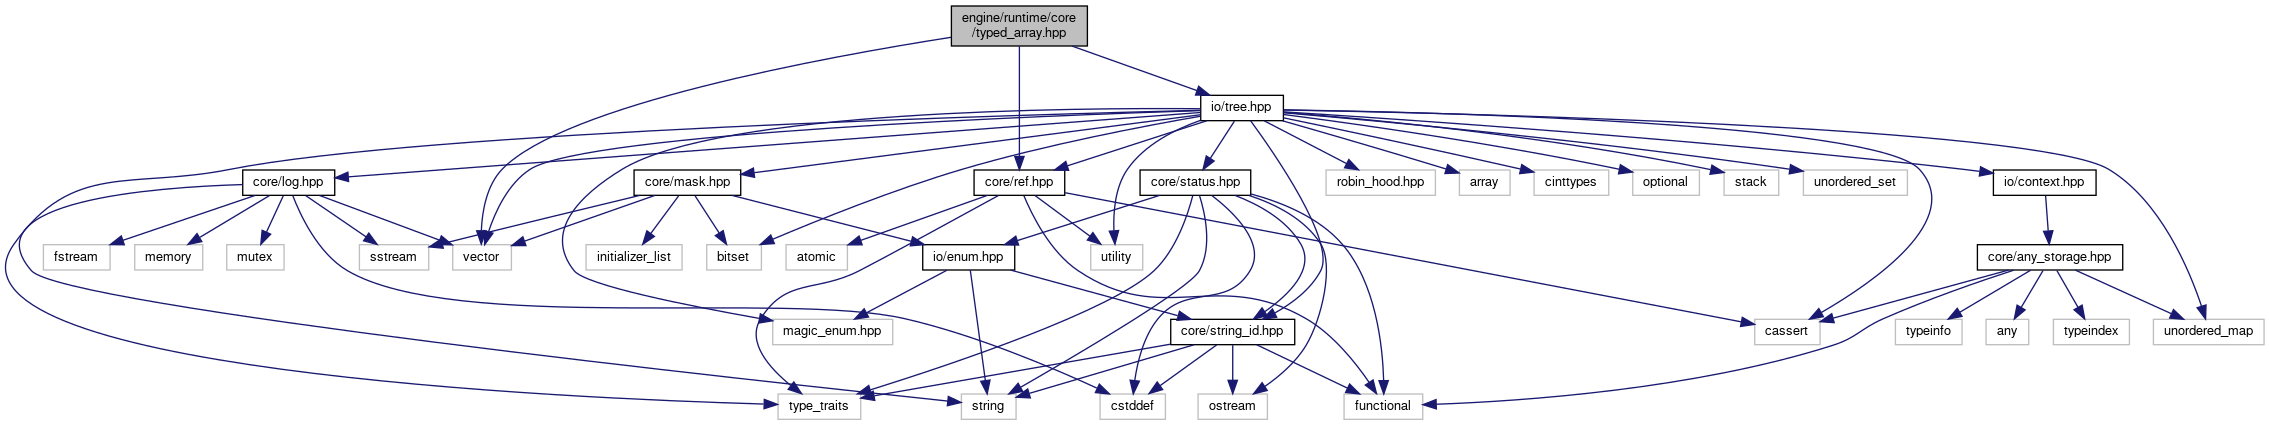 engine/runtime/core
/typed_array.hpp
io/tree.hpp
core/log.hpp
core/mask.hpp
core/ref.hpp
core/status.hpp
robin_hood.hpp
array
cinttypes
optional
stack
unordered_set
io/context.hpp
fstream
memory
mutex
sstream
vector
initializer_list
bitset
atomic
io/enum.hpp
utility
core/any_storage.hpp
magic_enum.hpp
core/string_id.hpp
cassert
typeinfo
any
typeindex
unordered_map
type_traits
string
cstddef
ostream
functional